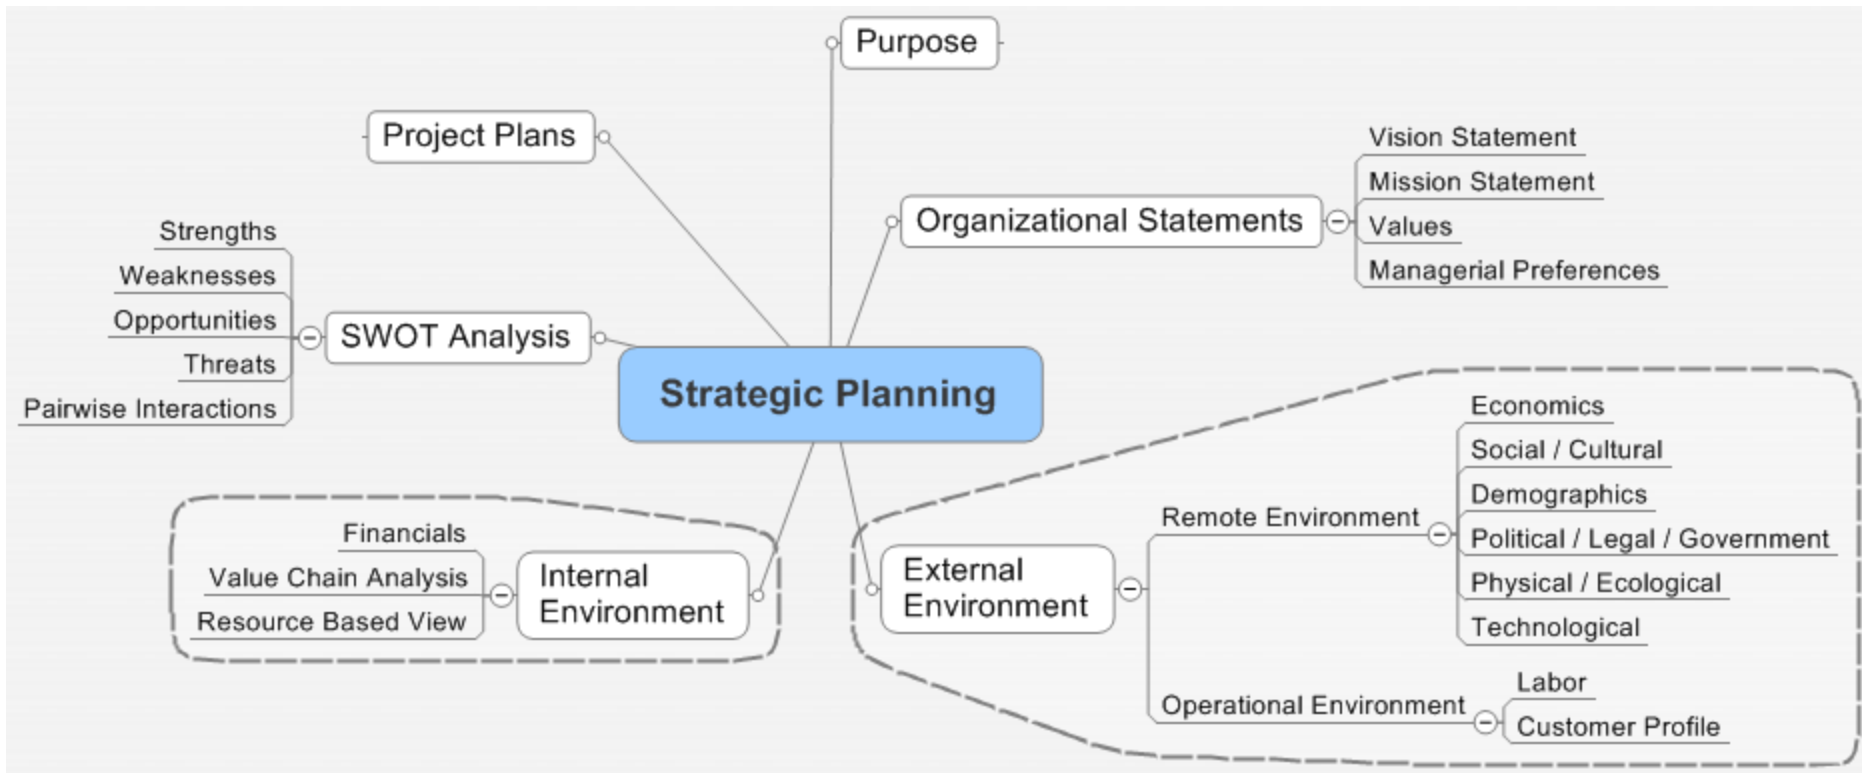 Purpose
Project Plans
Organizational Statements
Vision Statement
Mission Statement
Values
Managerial Preferences
Strengths
Weaknesses
Opportunities
Threats
Pairwise Interactions
SWOT Analysis
Strategic Planning
Financials
Value Chain Analysis
Resource Based View
Internal
Environment
External
Environment
Remote Environment
Economics
Social / Cultural
Demographics
Political / Legal / Government
Physical / Ecological
Technological
Operational Environment
Labor
Customer Profile